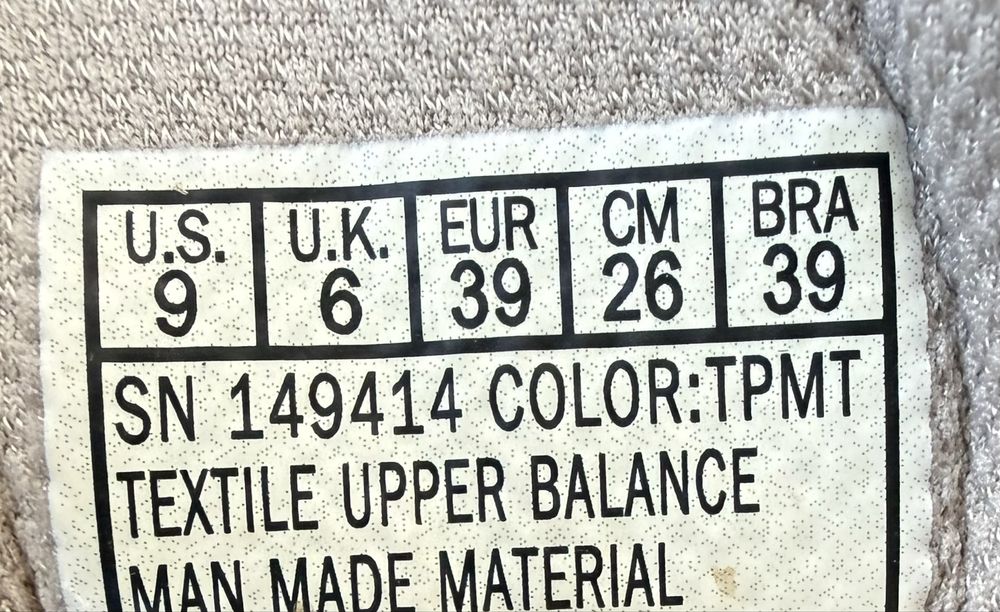 U.S. U.K. EUR CM BRA
9 6 39 26 39
SN 149414 COLOR:TPMT
TEXTILE UPPER BALANCE
MAN MADE MATERIAL